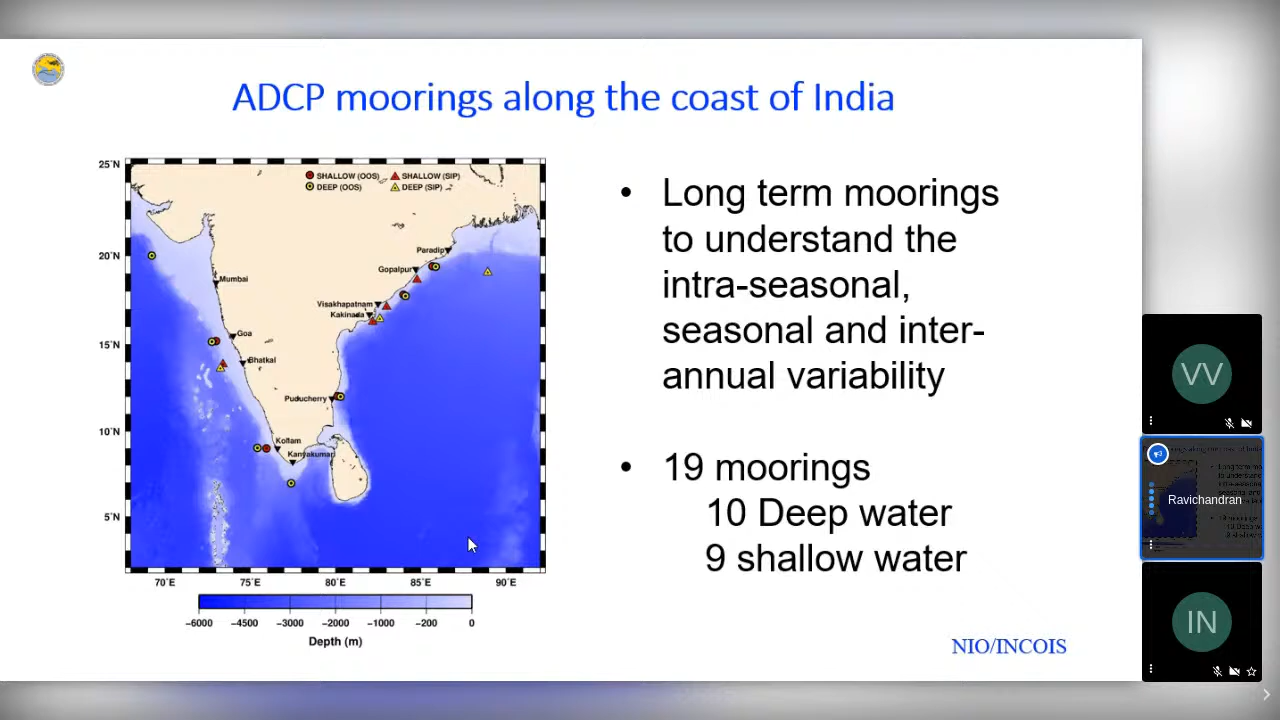 ADCP moorings along the coast of India
25°N
20°N
15°N
10°N
5°N
SHALLOW (OOS)
SHALLOW (SIP)
DEEP (OOS)
DEEP (SIP)
Paradip
Gopalpur
Mumbai
Visakhapatnam
Kakinada
Goa
Bhatkal
Puducherry
Kollam
Kanyakumari
70°E
75°E
80°E
85°E
90°E
−6000
−4500
−3000
−2000
−1000
−200
0
Depth (m)
• Long term moorings
to understand the
intra-seasonal,
seasonal and inter-
annual variability
• 19 moorings
10 Deep water
9 shallow water
NIO/INCOIS
VV
Ravichandran
IN